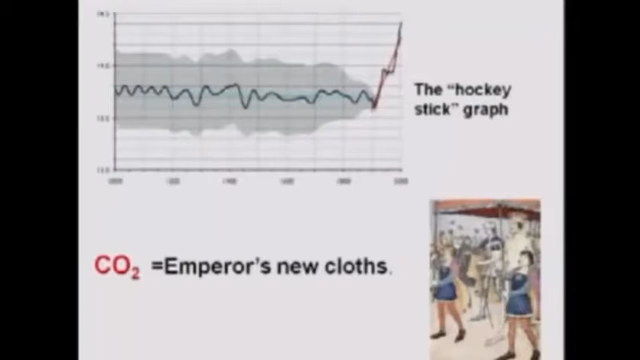 The "hockey
stick" graph
CO2 =Emperor's new cloths.